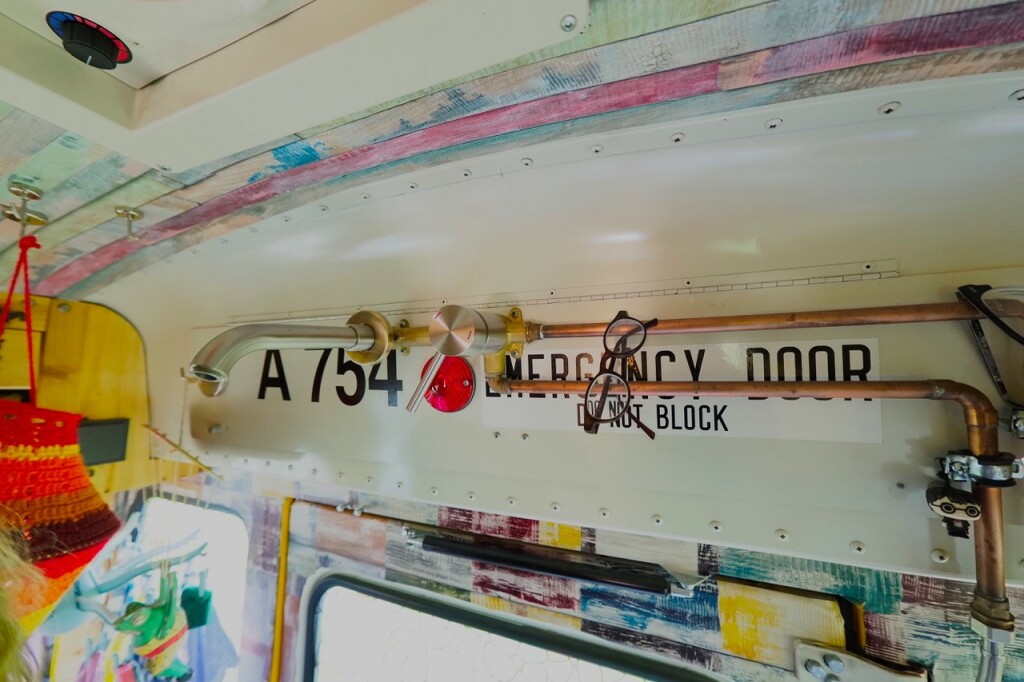 A 754
EMERGENCY DOOR
DO NOT BLOCK